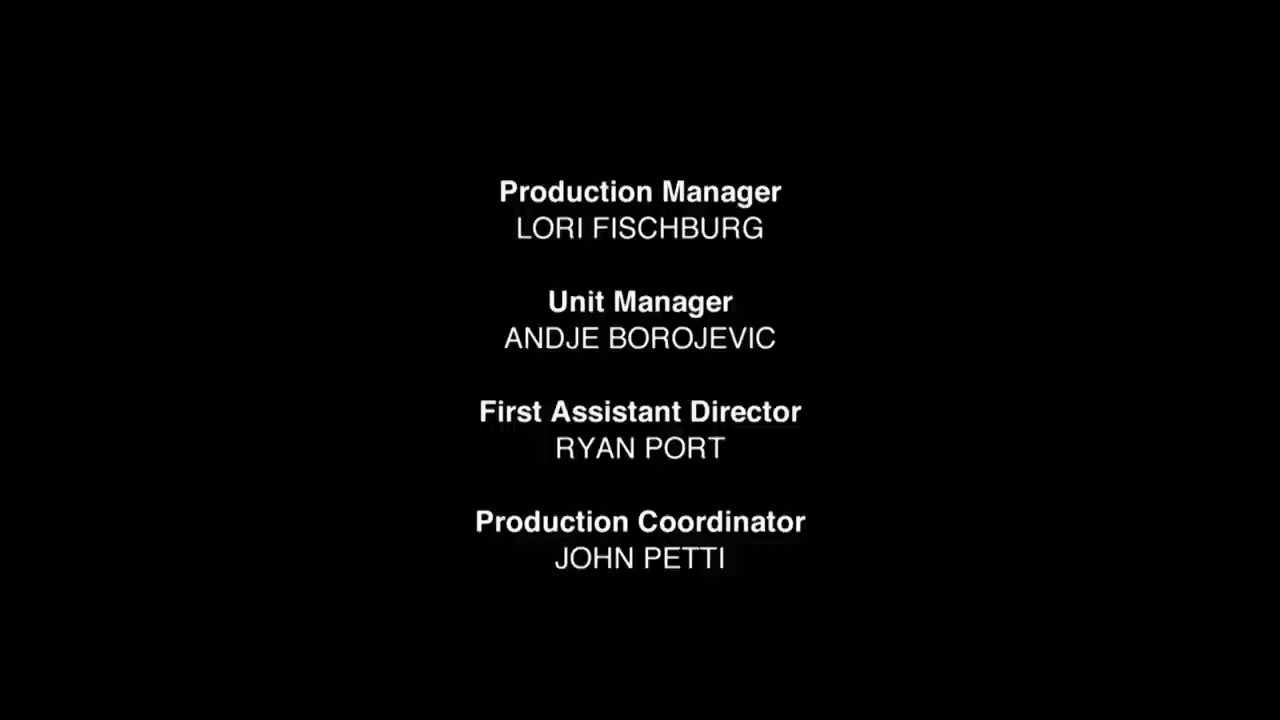 Production Manager
LORI FISCHBURG
Unit Manager
ANDJE BOROJEVIC
First Assistant Director
RYAN PORT
Production Coordinator
JOHN PETTI